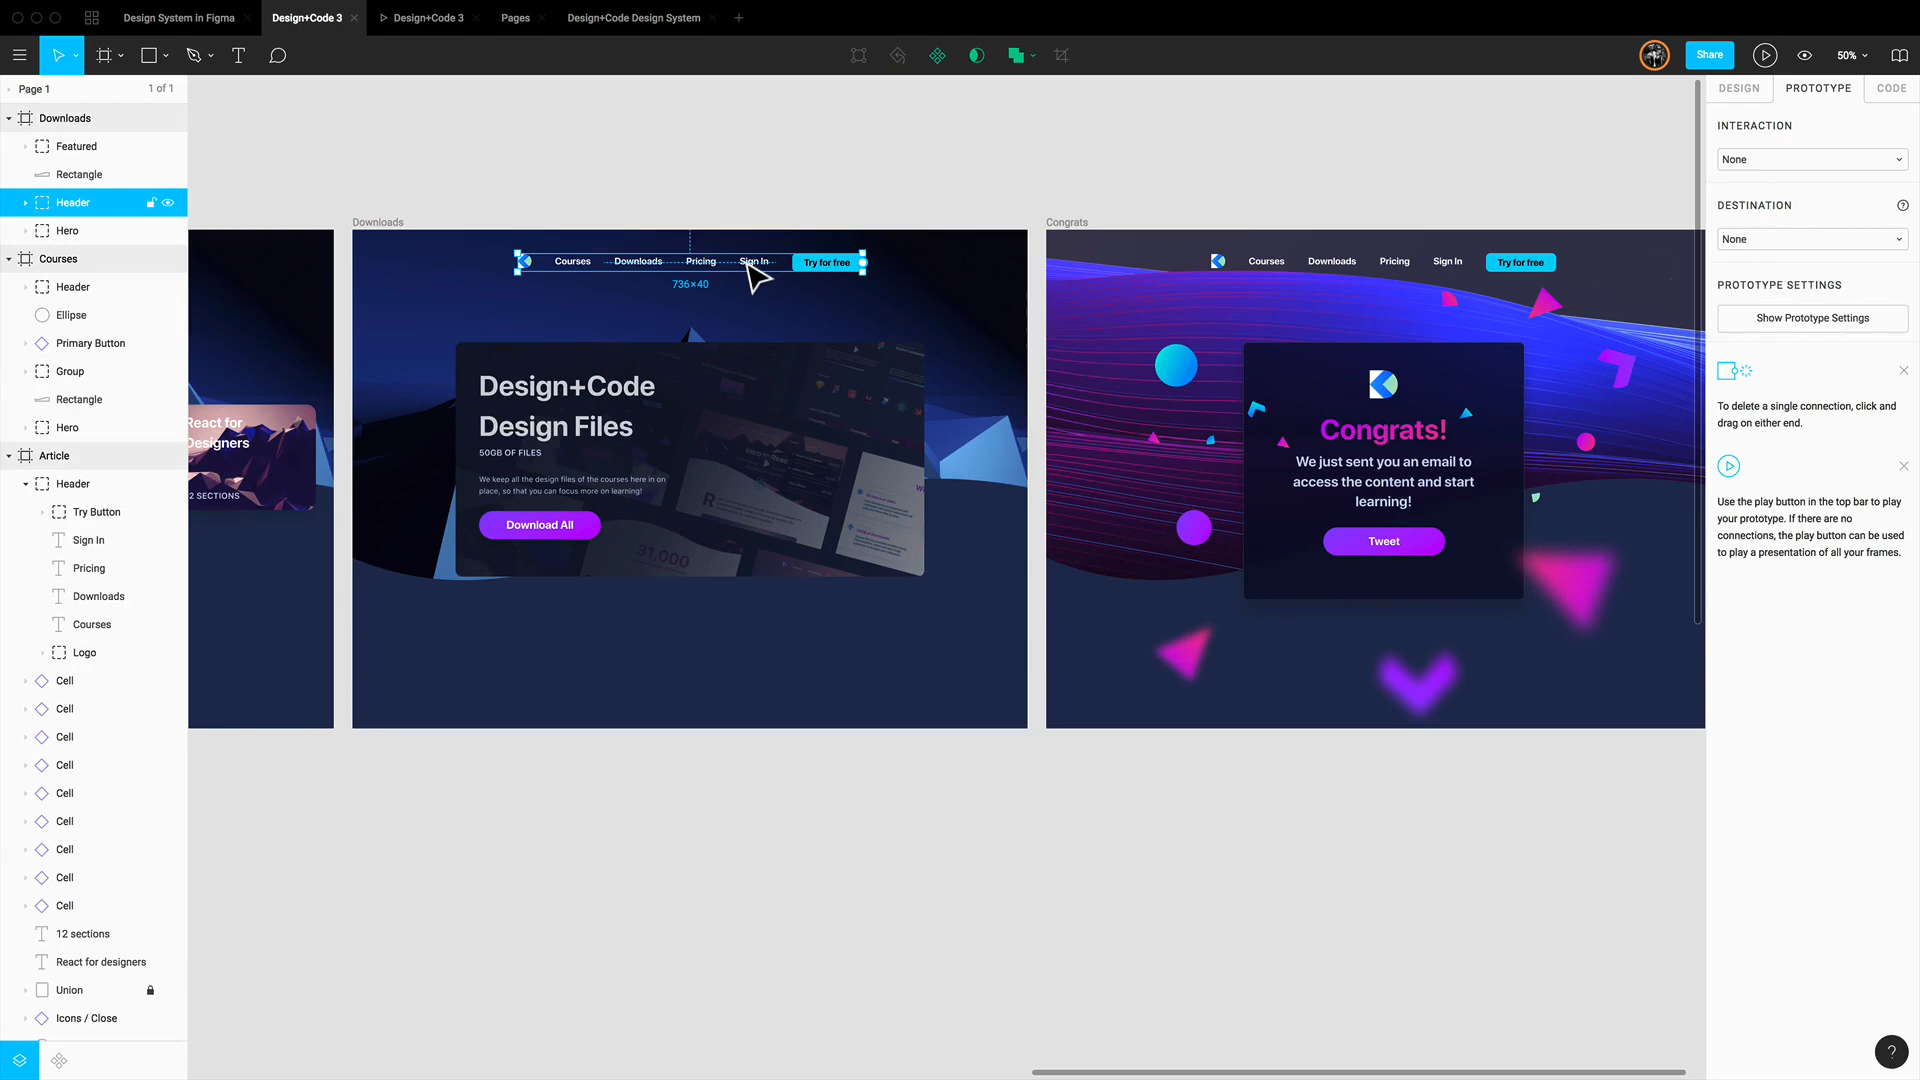 Design System in Figma
Design+Code 3
Design+Code 3
Pages
Design+Code Design System
Share
50%
Page 1
1 of 1
Downloads
Featured
Rectangle
Header
Hero
Courses
Header
Ellipse
Primary Button
Group
Rectangle
Hero
Article
Header
Try Button
Sign In
Pricing
Downloads
Courses
Logo
Cell
Cell
Cell
Cell
Cell
Cell
Cell
Cell
Cell
12 sections
React for designers
Union
Icons / Close
React for
Designers
2 SECTIONS
Downloads
Courses
Downloads
Pricing
Sign In
Try for free
736×40
Design+Code
Design Files
50GB OF FILES
We keep all the design files of the courses here in on
place, so that you can focus more on learning!
Download All
31,000
Congrats
Courses
Downloads
Pricing
Sign In
Try for free
Congrats!
We just sent you an email to
access the content and start
learning!
Tweet
DESIGN
PROTOTYPE
CODE
INTERACTION
None
DESTINATION
?
None
PROTOTYPE SETTINGS
Show Prototype Settings
To delete a single connection, click and
drag on either end.
Use the play button in the top bar to play
your prototype. If there are no
connections, the play button can be used
to play a presentation of all your frames.
?